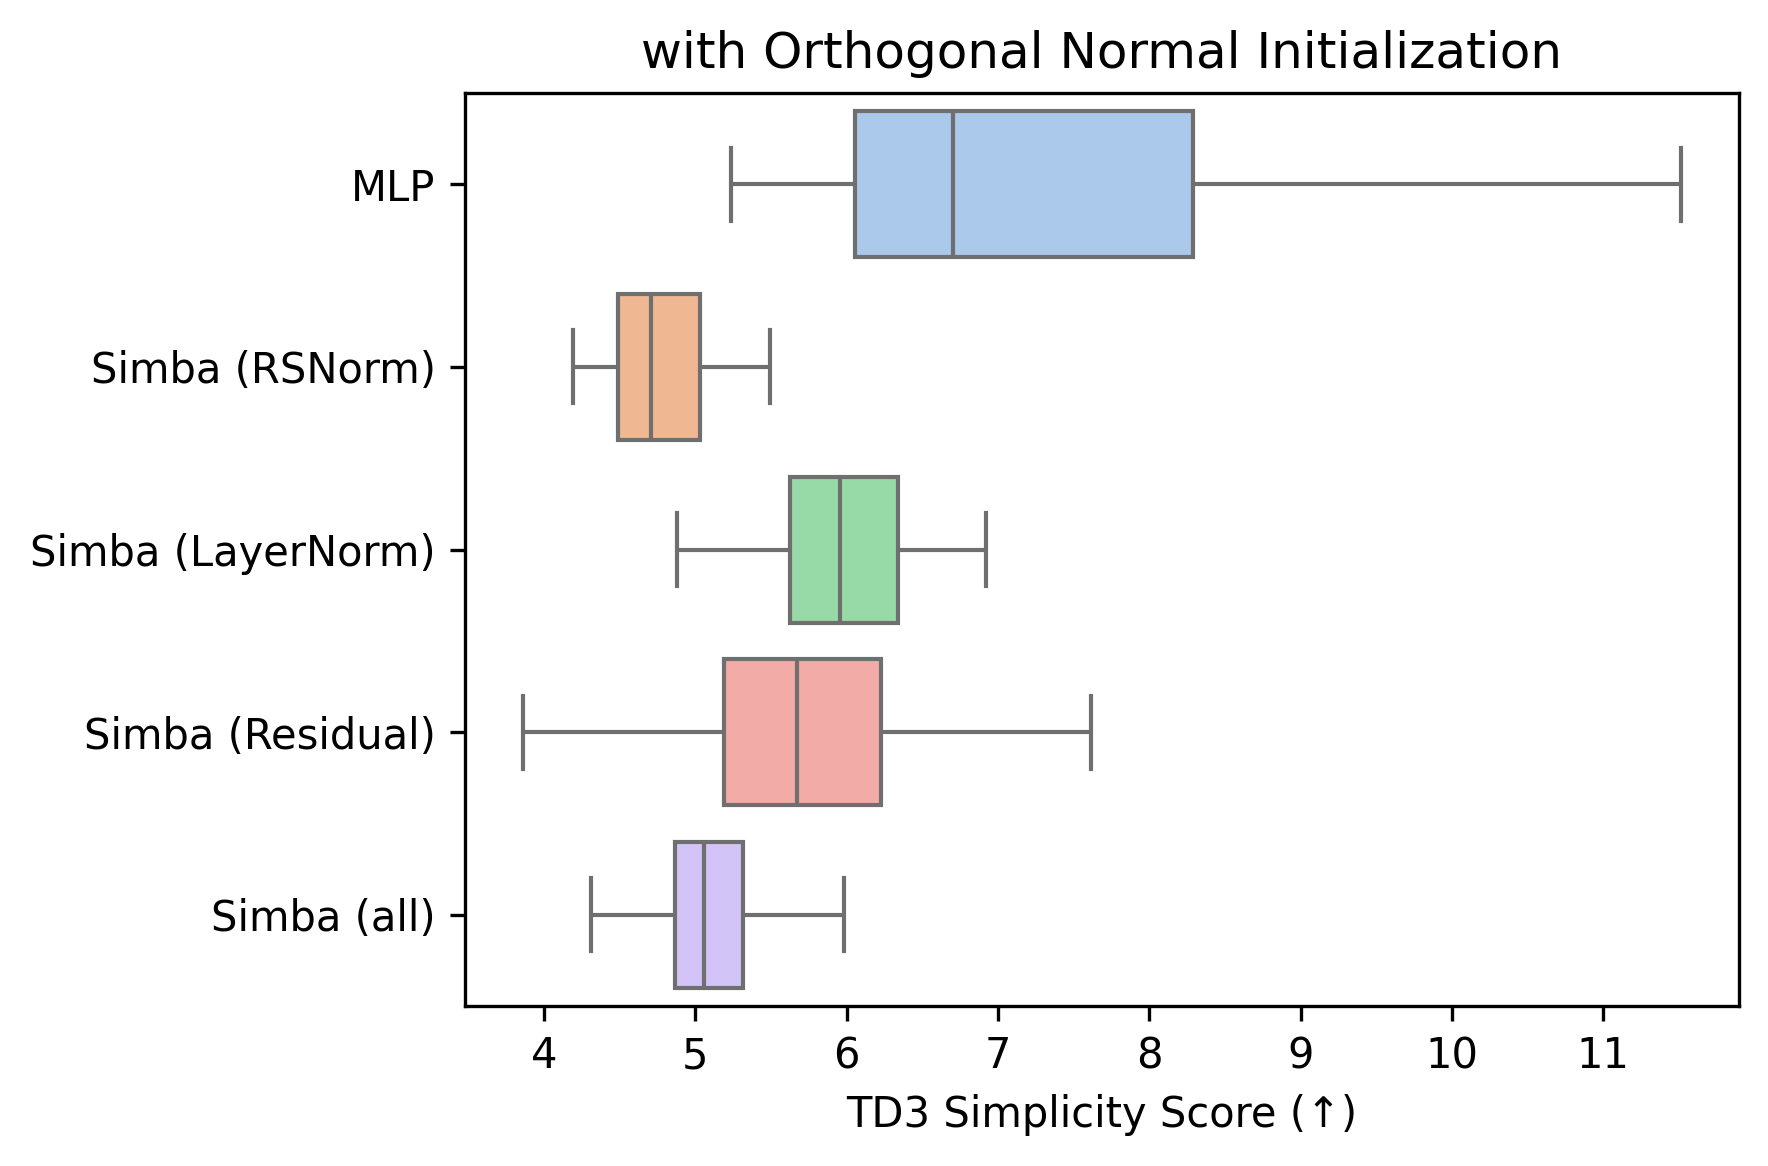 with Orthogonal Normal Initialization
MLP
Simba (RSNorm)
Simba (LayerNorm)
Simba (Residual)
Simba (all)
4 5 6 7 8 9 10 11
TD3 Simplicity Score (↑)